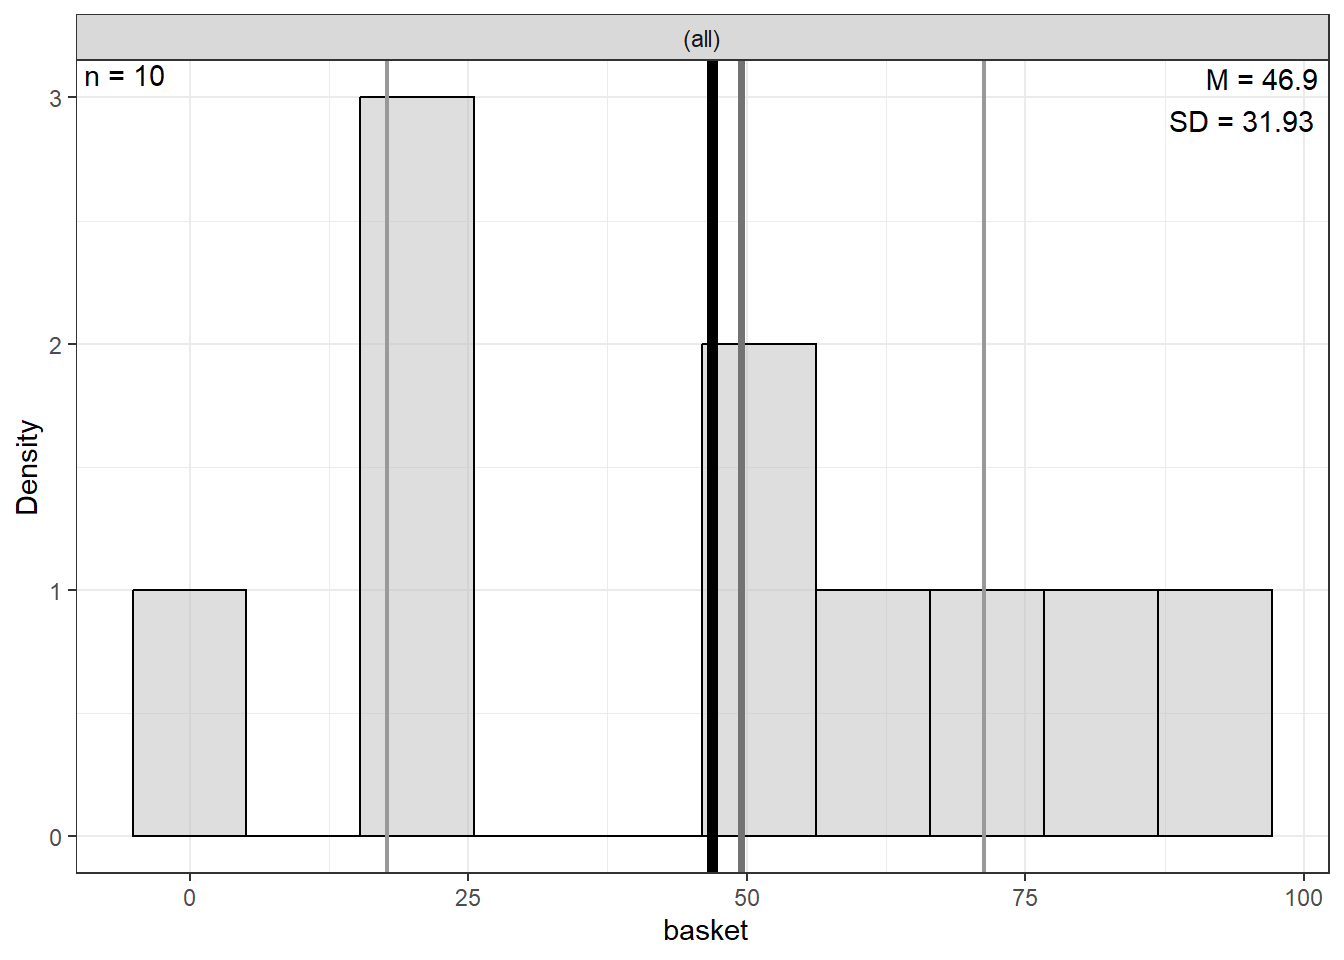 (all)
n = 10
M = 46.9
SD = 31.93
3
2
1
0
Density
0 25 50 75 100
basket